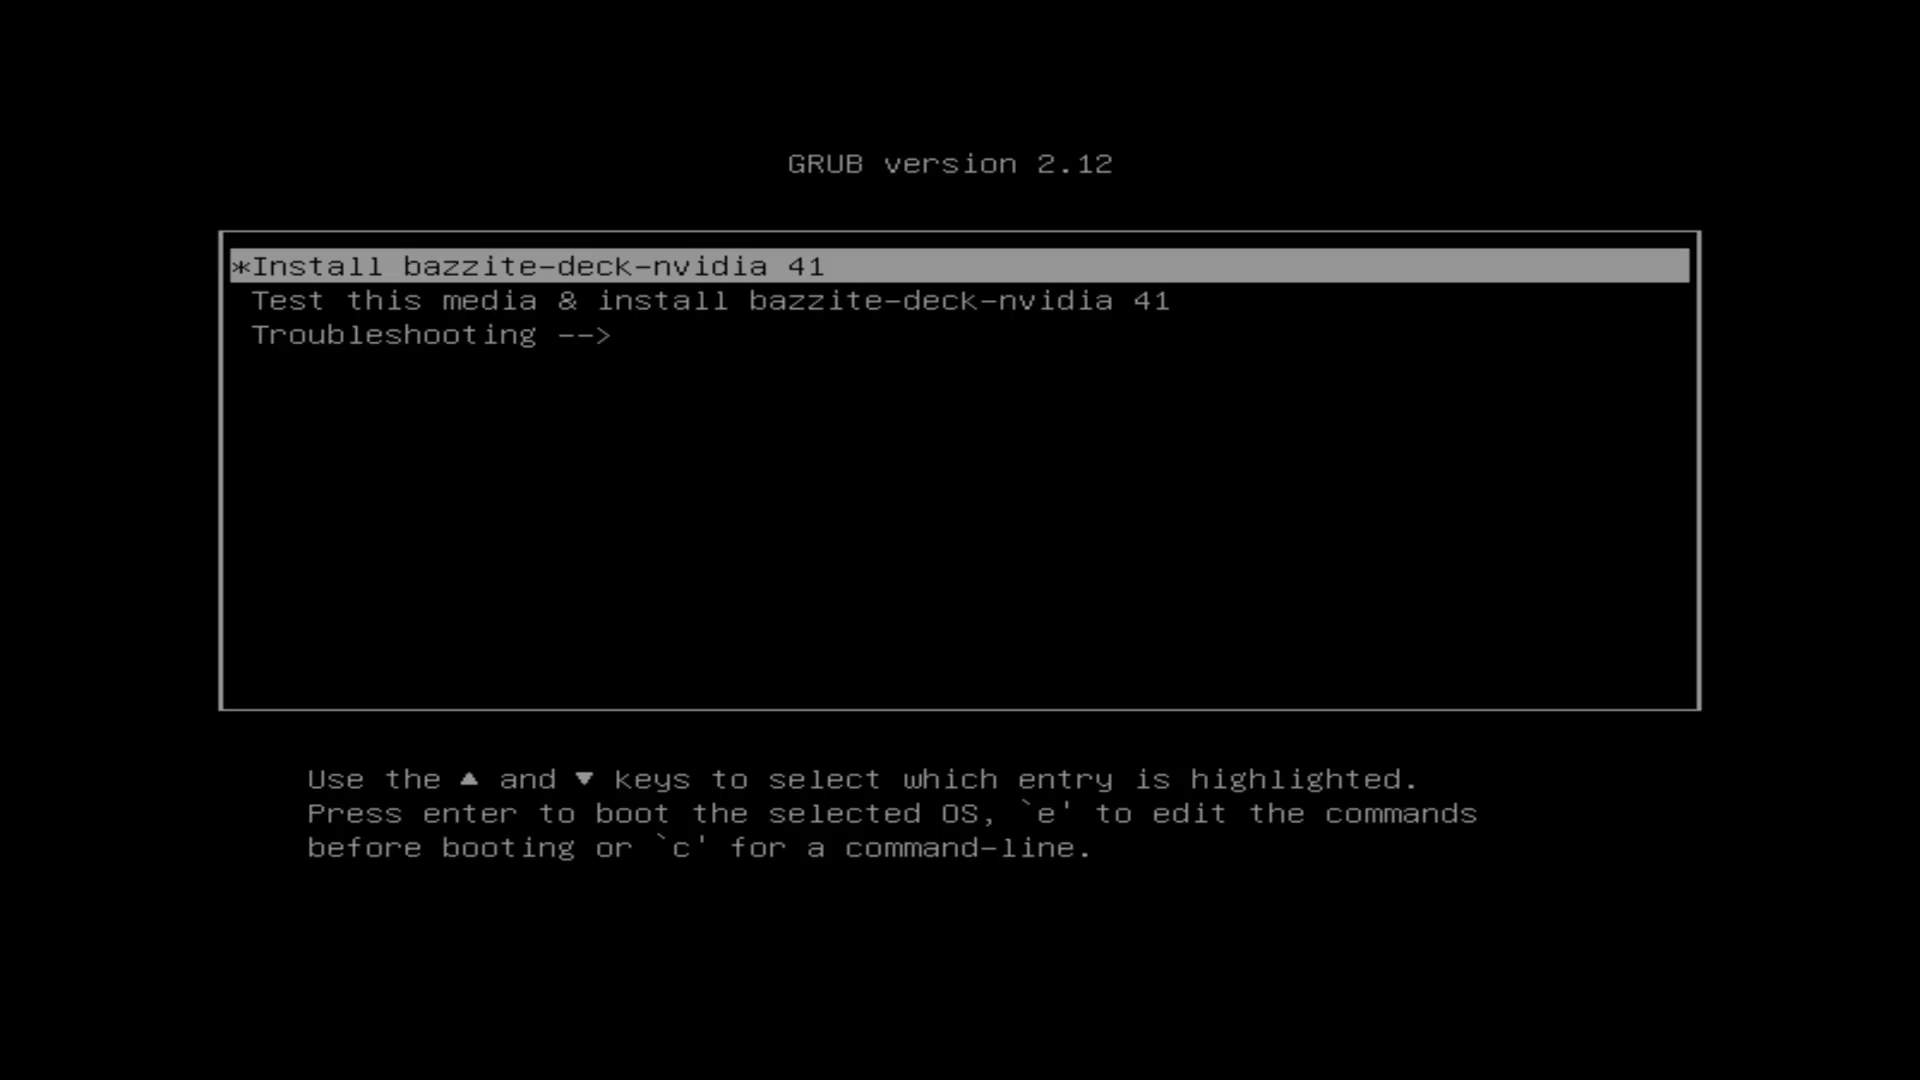 GRUB version 2.12
*Install bazzite-deck-nvidia 41
Test this media & install bazzite-deck-nvidia 41
Troubleshooting -->
Use the ▲ and ▼ keys to select which entry is highlighted.
Press enter to boot the selected OS, `e' to edit the commands
before booting or `c' for a command-line.